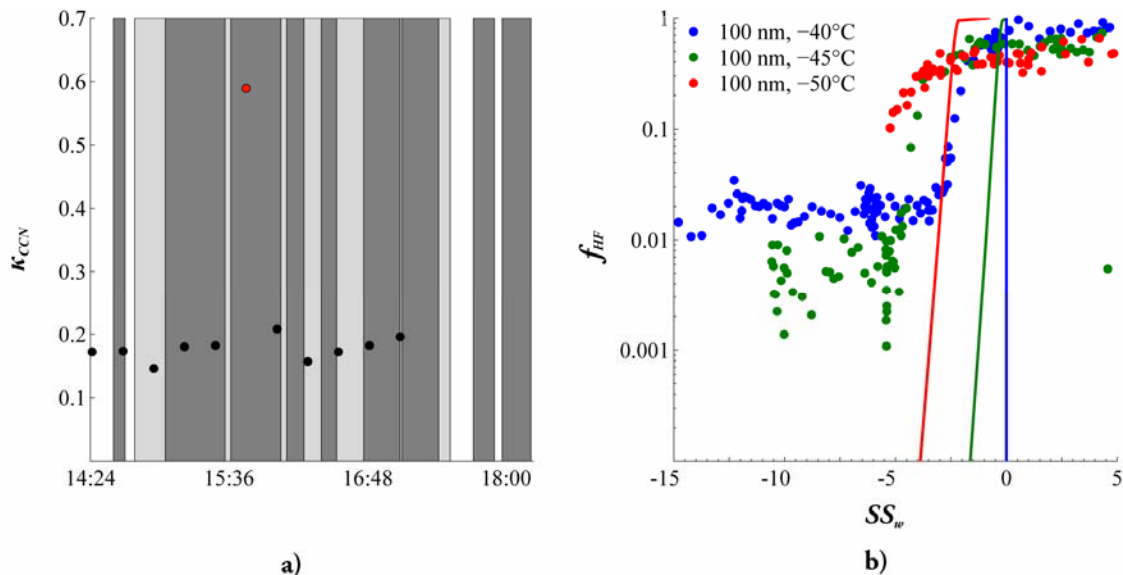 0.7
0.6
0.5
0.4
0.3
0.2
0.1
κCCN
14:24
15:36
16:48
18:00
a)
100 nm, −40°C
100 nm, −45°C
100 nm, −50°C
1
0.1
0.01
0.001
fHF
-15
-10
-5
0
5
SSw
b)